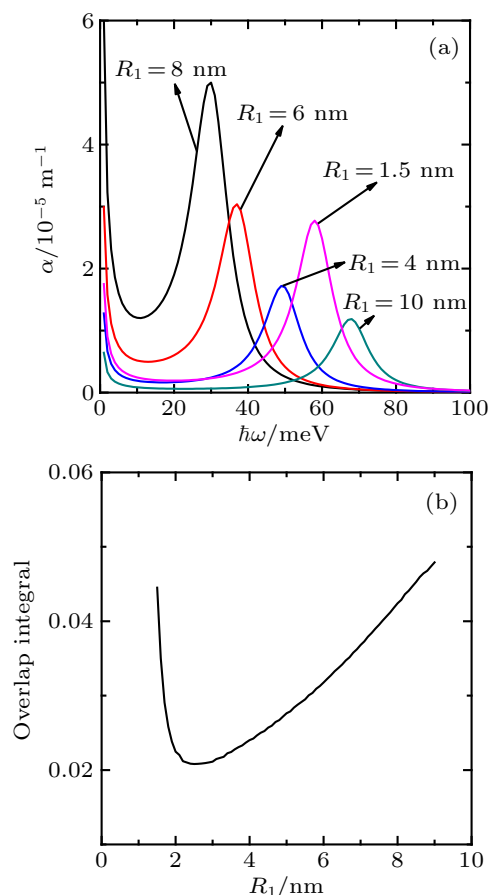 (a)
R₁ = 8 nm
R₁ = 6 nm
R₁ = 1.5 nm
R₁ = 4 nm
R₁ = 10 nm
6
4
2
0
α/10⁻⁵ m⁻¹
0 20 40 60 80 100
ħω/meV
(b)
0.06
0.04
0.02
Overlap integral
0 2 4 6 8 10
R₁/nm